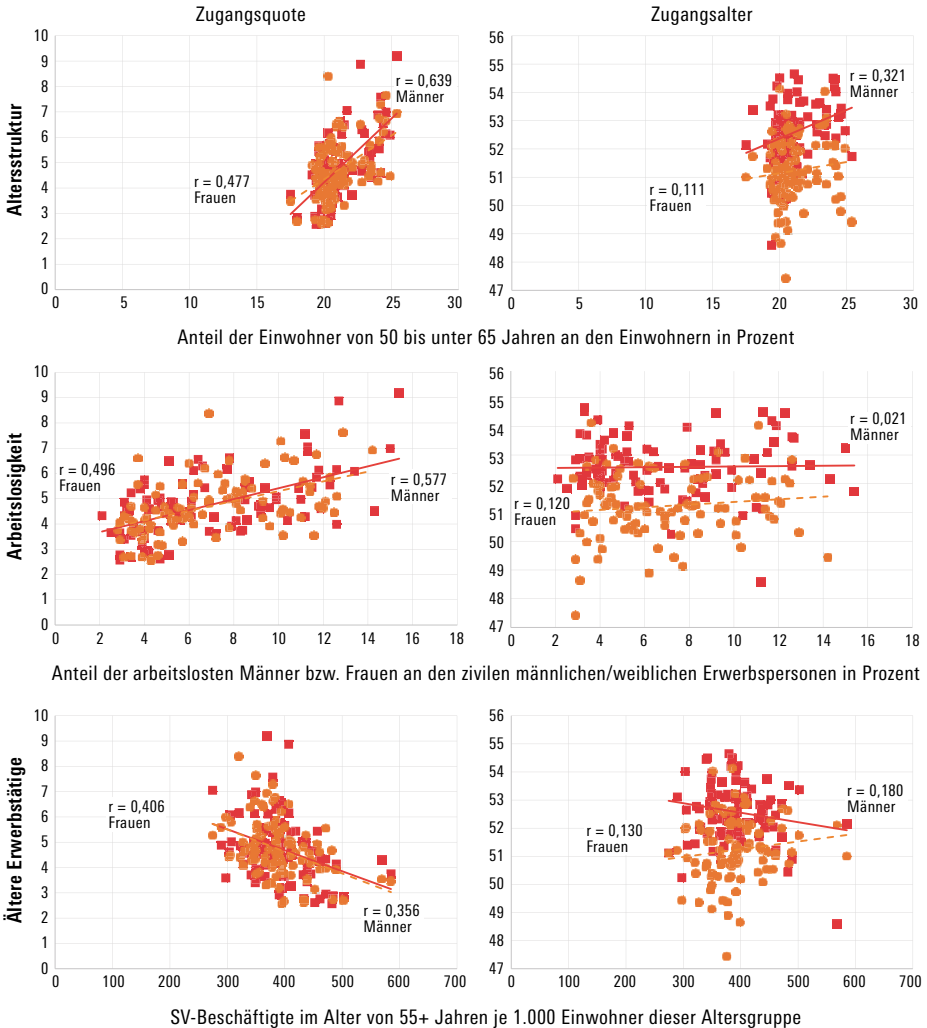 Zugangsquote
Zugangsalter
Altersstruktur
10
9
8
7
6
5
4
3
2
1
0
r = 0,639
Männer
r = 0,477
Frauen
0 5 5 10 15 20 25 30
56
55
54
53
52
51
50
49
48
47
r = 0,321
Männer
r = 0,111
Frauen
0 5 10 15 20 25 30
Anteil der Einwohner von 50 bis unter 65 Jahren an den Einwohnern in Prozent
Arbeitslosigkeit
10
9
8
7
6
5
4
3
2
1
0
r = 0,496
Frauen
r = 0,577
Männer
0 2 4 6 8 10 12 14 16 18
56
55
54
53
52
51
50
49
48
47
r = 0,021
Männer
r = 0,120
Frauen
0 2 4 6 8 10 12 14 16 18
Anteil der arbeitslosten Männer bzw. Frauen an den zivilen männlichen/weiblichen Erwerbspersonen in Prozent
Ältere Erwerbstätige
10
9
8
7
6
5
4
3
2
1
0
r = 0,406
Frauen
r = 0,356
Männer
0 100 200 300 400 500 600 700
56
55
54
53
52
51
50
49
48
47
r = 0,180
Männer
r = 0,130
Frauen
0 100 200 300 400 500 600 700
SV-Beschäftigte im Alter von 55+ Jahren je 1.000 Einwohner dieser Altersgruppe